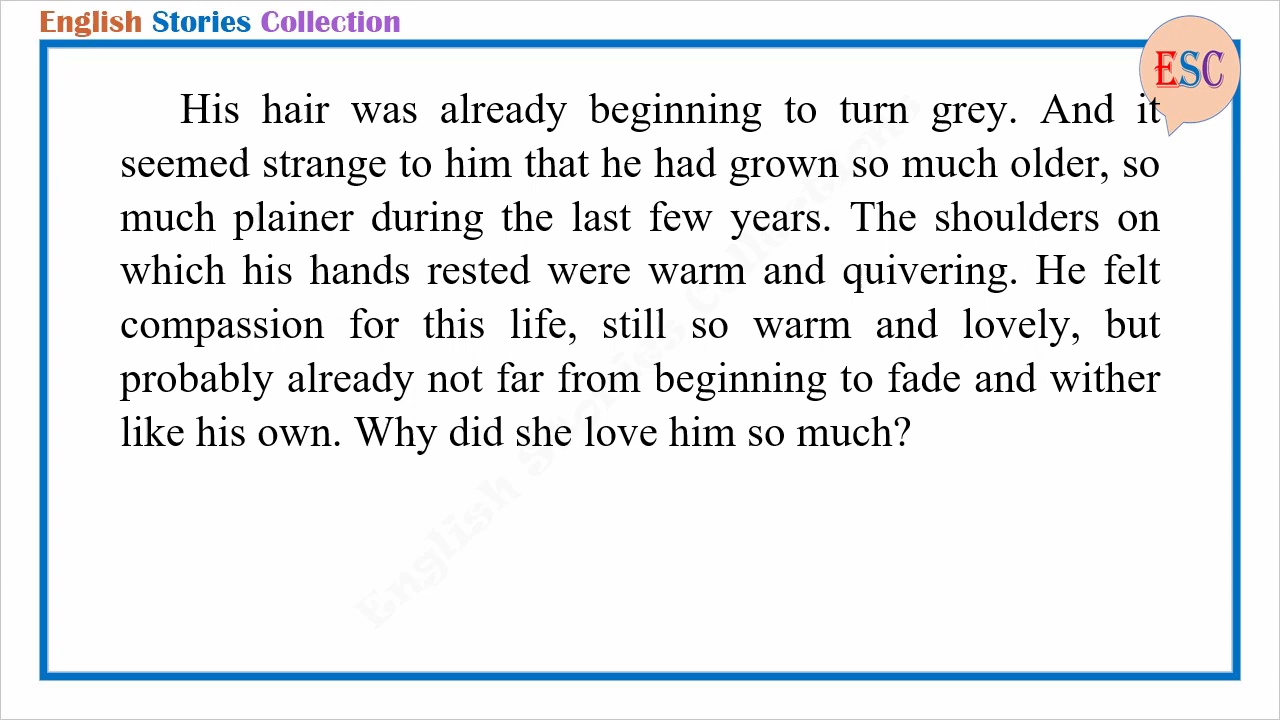 English Stories Collection
ESC
His hair was already beginning to turn grey. And it
seemed strange to him that he had grown so much older, so
much plainer during the last few years. The shoulders on
which his hands rested were warm and quivering. He felt
compassion for this life, still so warm and lovely, but
probably already not far from beginning to fade and wither
like his own. Why did she love him so much?
English Stories Collections